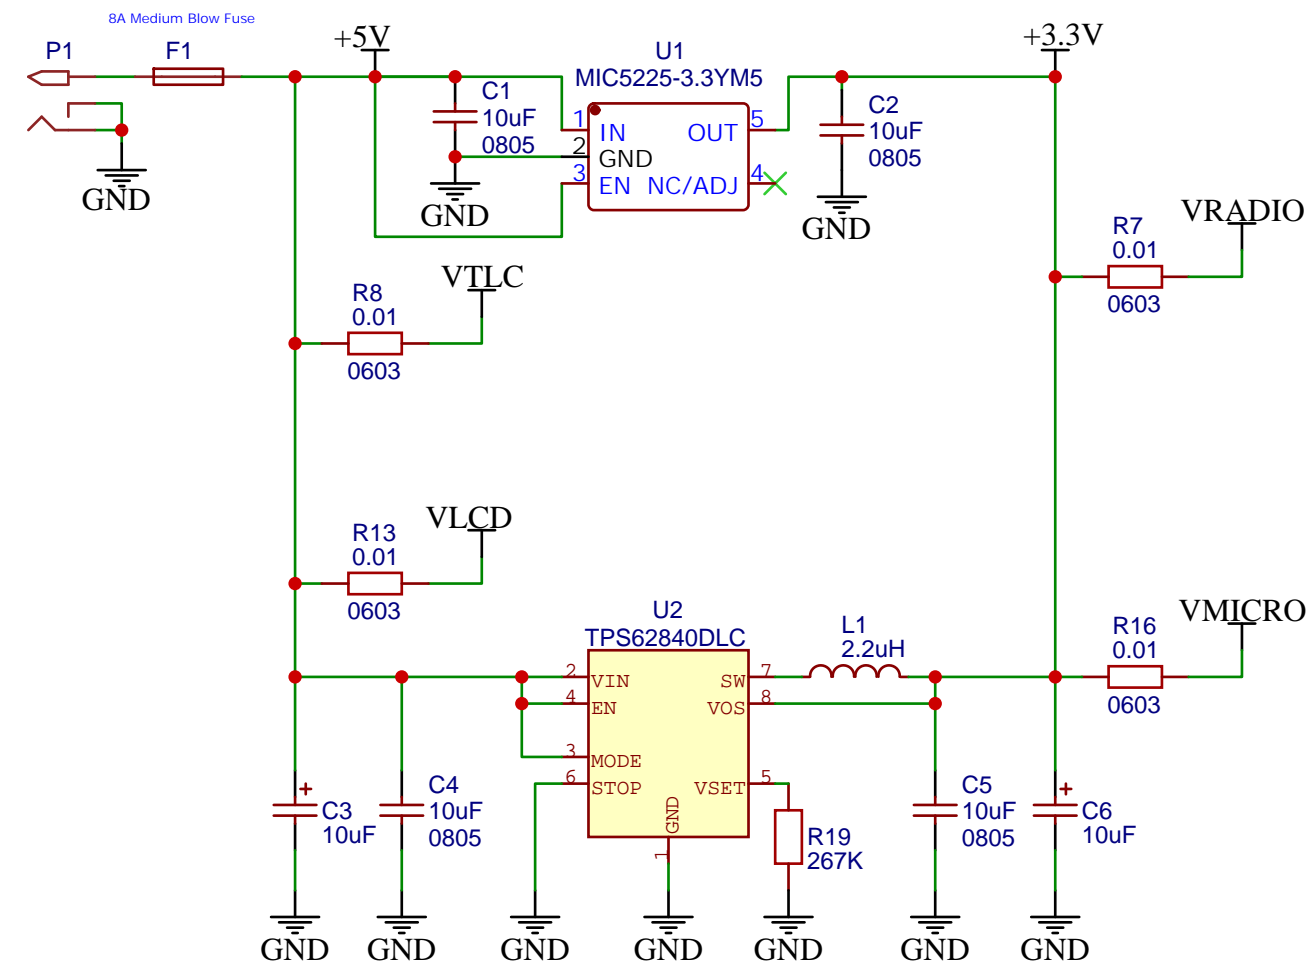 8A Medium Blow Fuse
P1
F1
+5V
U1
MIC5225-3.3YM5
+3.3V
C1
10uF
0805
1
IN
2
GND
3
EN
OUT
5
NC/ADJ
4
C2
10uF
0805
GND
GND
GND
VTLC
R8
0.01
0603
VRADIO
R7
0.01
0603
VLCD
R13
0.01
0603
U2
TPS62840DLC
2
VIN
4
EN
3
MODE
6
STOP
SW
7
VOS
8
VSET
5
GND
1
L1
2.2uH
VMICRO
R16
0.01
0603
C3
10uF
C4
10uF
0805
R19
267K
C5
10uF
0805
C6
10uF
+
+
GND
GND
GND
GND
GND
GND
GND